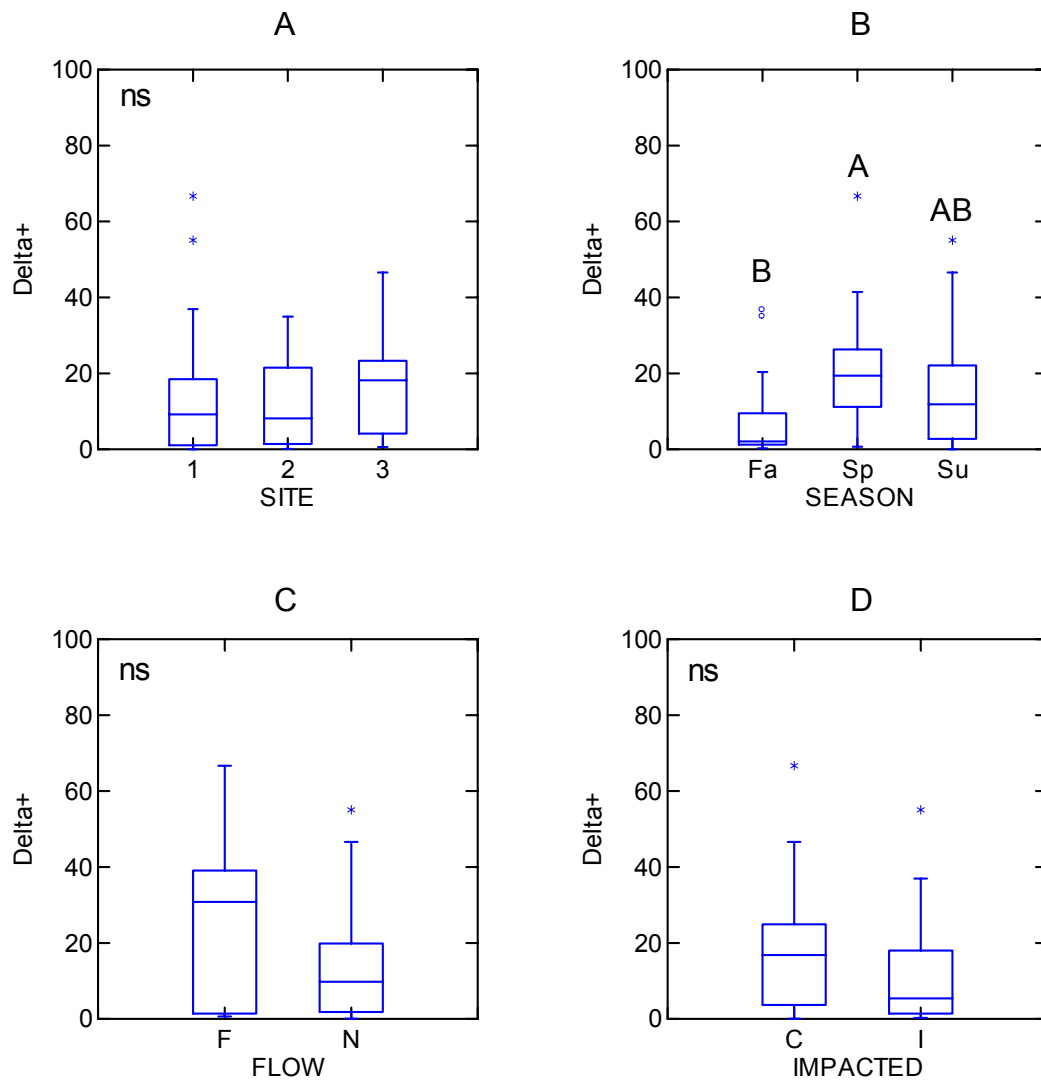 A
100
80
60
40
20
0
Delta+
ns
1 2 3
SITE
B
100
80
60
40
20
0
Delta+
B
A
AB
Fa Sp Su
SEASON
C
100
80
60
40
20
0
Delta+
ns
F N
FLOW
D
100
80
60
40
20
0
Delta+
ns
C I
IMPACTED